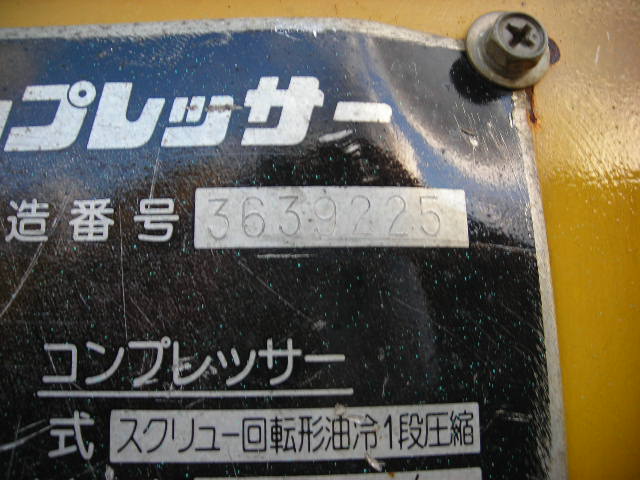 ンプレッサー
造番号 3639225
コンプレッサー
式 スクリュー回転形油冷1段圧縮